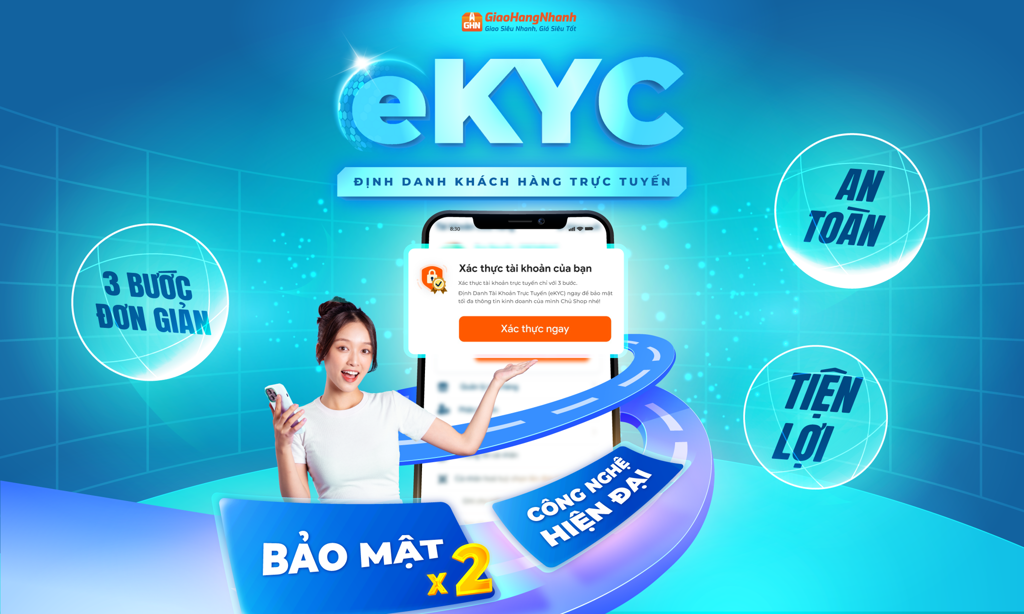 GHN
GiaoHangNhanh
Giao Siêu Nhanh, Giá Siêu Tốt
eKYC
ĐỊNH DANH KHÁCH HÀNG TRỰC TUYẾN
3 BƯỚC
ĐƠN GIẢN
AN
TOÀN
8:30
Xác thực tài khoản của bạn
Xác thực tài khoản trực tuyến chỉ với 3 bước.
Định Danh Tài Khoản Trực Tuyến (eKYC) ngay để bảo mật
tối đa thông tin kinh doanh của mình Chủ Shop nhé!
Xác thực ngay
TIỆN
LỢI
CÔNG NGHỆ
HIỆN ĐẠI
BẢO MẬT
x2